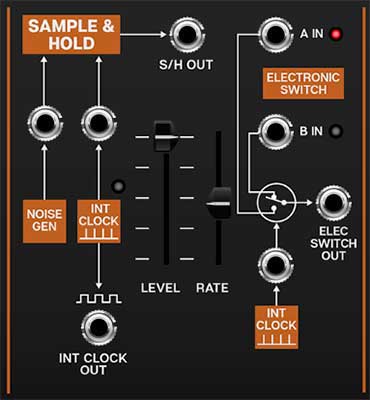 SAMPLE &
HOLD
S/H OUT
A IN
ELECTRONIC
SWITCH
B IN
NOISE
GEN
INT
CLOCK
LEVEL
RATE
ELEC
SWITCH
OUT
INT
CLOCK
INT CLOCK
OUT